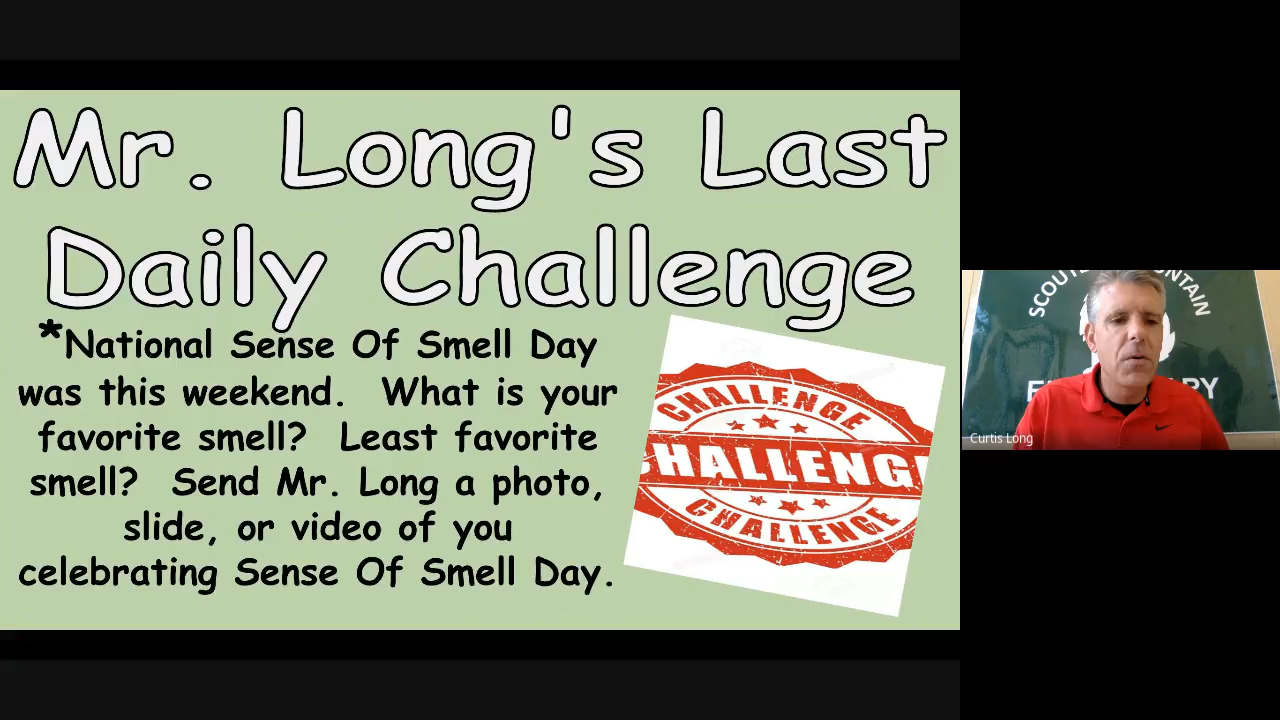 Mr. Long's Last
Daily Challenge
*National Sense Of Smell Day
was this weekend. What is your
favorite smell? Least favorite
smell? Send Mr. Long a photo,
slide, or video of you
celebrating Sense Of Smell Day.
CHALLENGE
CHALLENGE
CHALLENGE
Curtis Long